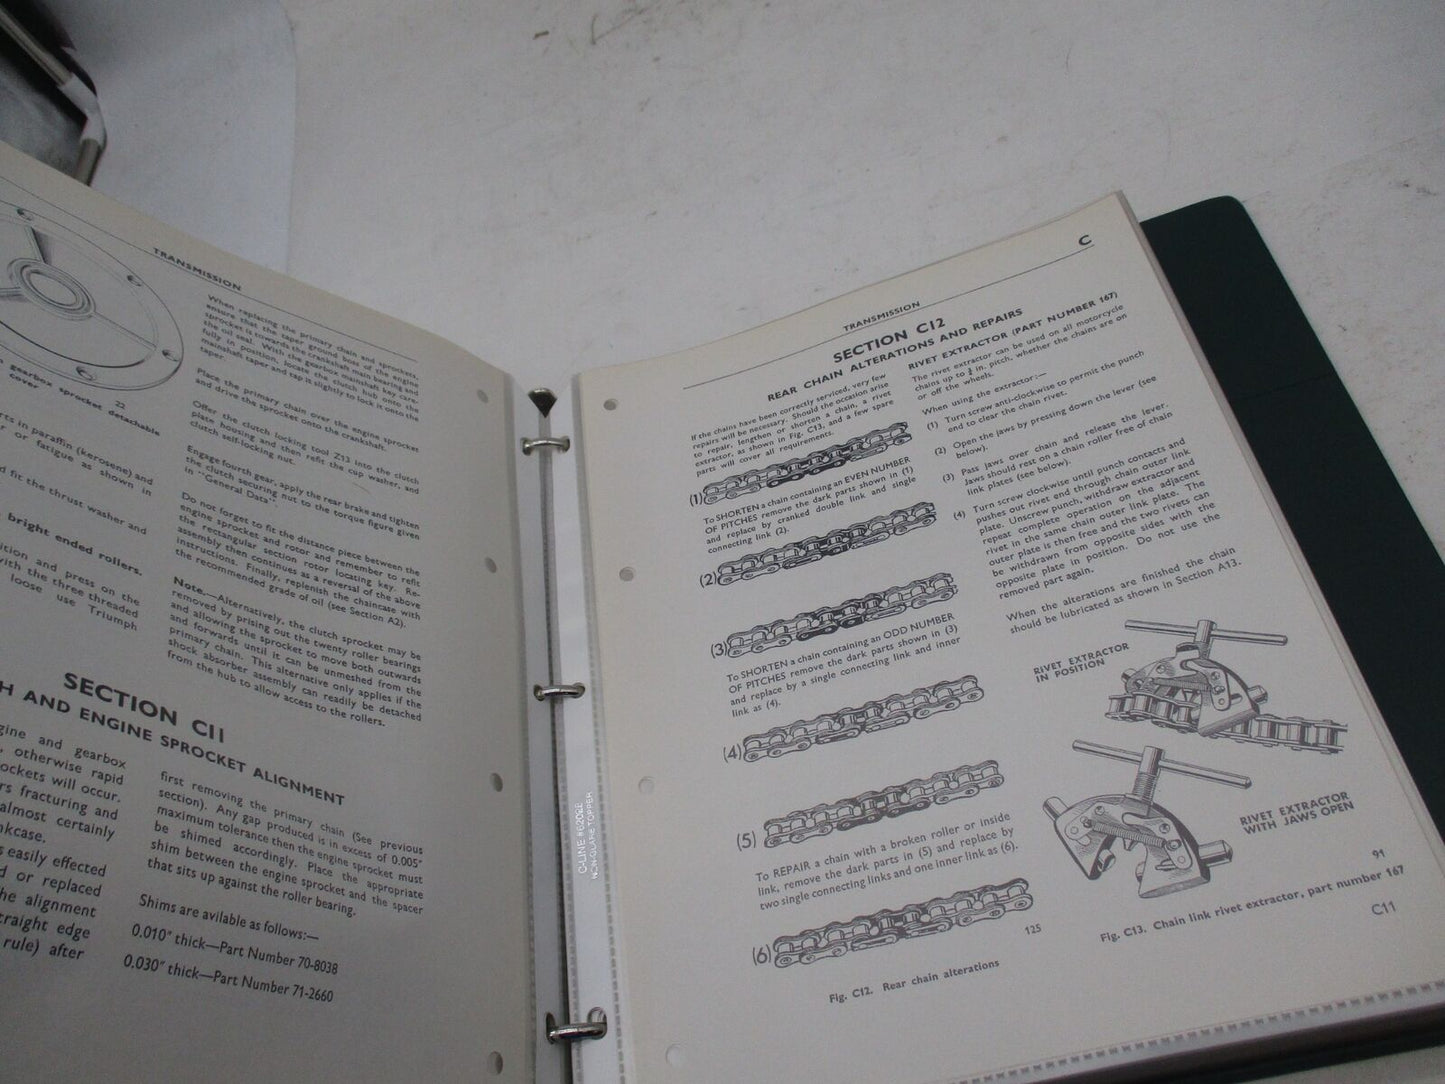 TRANSMISSION
22
gearbox sprocket detachable
cover
rts in paraffin (kerosene) and
or fatigue as shown in
fit the thrust washer and
bright ended rollers.
ition and press on the
with the three threaded
loose use Triumph
When replacing the primary chain and sprockets,
ensure that the taper ground boss of the engine
sprocket is towards the crankshaft main bearing and
the oil seal. With the gearbox mainshaft key care-
fully in position, locate the clutch hub onto the
mainshaft taper and tap it slightly to lock it onto the
taper.
Place the primary chain over the engine sprocket
and drive the sprocket onto the crankshaft.
Offer the clutch locking tool Z13 into the clutch
plate housing and then refit the cup washer, and
clutch self-locking nut.
Engage fourth gear, apply the rear brake and tighten
the clutch securing nut to the torque figure given
in "General Data".
Do not forget to fit the distance piece between the
engine sprocket and rotor and remember to refit
the rectangular section rotor locating key. Re-
assembly then continues as a reversal of the above
instructions. Finally, replenish the chaincase with
the recommended grade of oil (see Section A2).
Note.—Alternatively, the clutch sprocket may be
removed by prising out the twenty roller bearings
and allowing the sprocket to move both outwards
and forwards until it can be unmeshed from the
primary chain. This alternative only applies if the
shock absorber assembly can readily be detached
from the hub to allow access to the rollers.
SECTION C11
H AND ENGINE SPROCKET ALIGNMENT
gine and gearbox
, otherwise rapid
ockets will occur.
rs fracturing and
almost certainly
nkcase.
s easily effected
d or replaced
he alignment
traight edge
rule) after
first removing the primary chain (See previous
section). Any gap produced is in excess of 0.005"
maximum tolerance then the engine sprocket must
be shimmed accordingly. Place the appropriate
shim between the engine sprocket and the spacer
that sits up against the roller bearing.
Shims are avilable as follows:—
0.010" thick—Part Number 70-8038
0.030" thick—Part Number 71-2660
C-LINE #62028
NON-GLARE TOPPER
TRANSMISSION
C
SECTION C12
REAR CHAIN ALTERATIONS AND REPAIRS
If the chains have been correctly serviced, very few
repairs will be necessary. Should the occasion arise
to repair, lengthen or shorten a chain, a rivet
extractor, as shown in Fig. C13, and a few spare
parts will cover all requirements.
(1)
To SHORTEN a chain containing an EVEN NUMBER
OF PITCHES remove the dark parts shown in (1)
and replace by cranked double link and single
connecting link (2).
(2)
(3)
To SHORTEN a chain containing an ODD NUMBER
OF PITCHES remove the dark parts shown in (3)
and replace by a single connecting link and inner
link as (4).
(4)
(5)
To REPAIR a chain with a broken roller or inside
link, remove the dark parts in (5) and replace by
two single connecting links and one inner link as (6).
(6)
125
Fig. C12. Rear chain alterations
RIVET EXTRACTOR (PART NUMBER 167)
The rivet extractor can be used on all motorcycle
chains up to ¾ in. pitch, whether the chains are on
or off the wheels.
When using the extractor:—
(1) Turn screw anti-clockwise to permit the punch
end to clear the chain rivet.
(2) Open the jaws by pressing down the lever (see
below).
(3) Pass jaws over chain and release the lever.
Jaws should rest on a chain roller free of chain
link plates (see below).
(4) Turn screw clockwise until punch contacts and
pushes out rivet end through chain outer link
plate. Unscrew punch, withdraw extractor and
repeat complete operation on the adjacent
rivet in the same chain outer link plate. The
outer plate is then free and the two rivets can
be withdrawn from opposite sides with the
opposite plate in position. Do not use the
removed part again.
When the alterations are finished the chain
should be lubricated as shown in Section A13.
RIVET EXTRACTOR
IN POSITION
RIVET EXTRACTOR
WITH JAWS OPEN
91
Fig. C13. Chain link rivet extractor, part number 167
C11